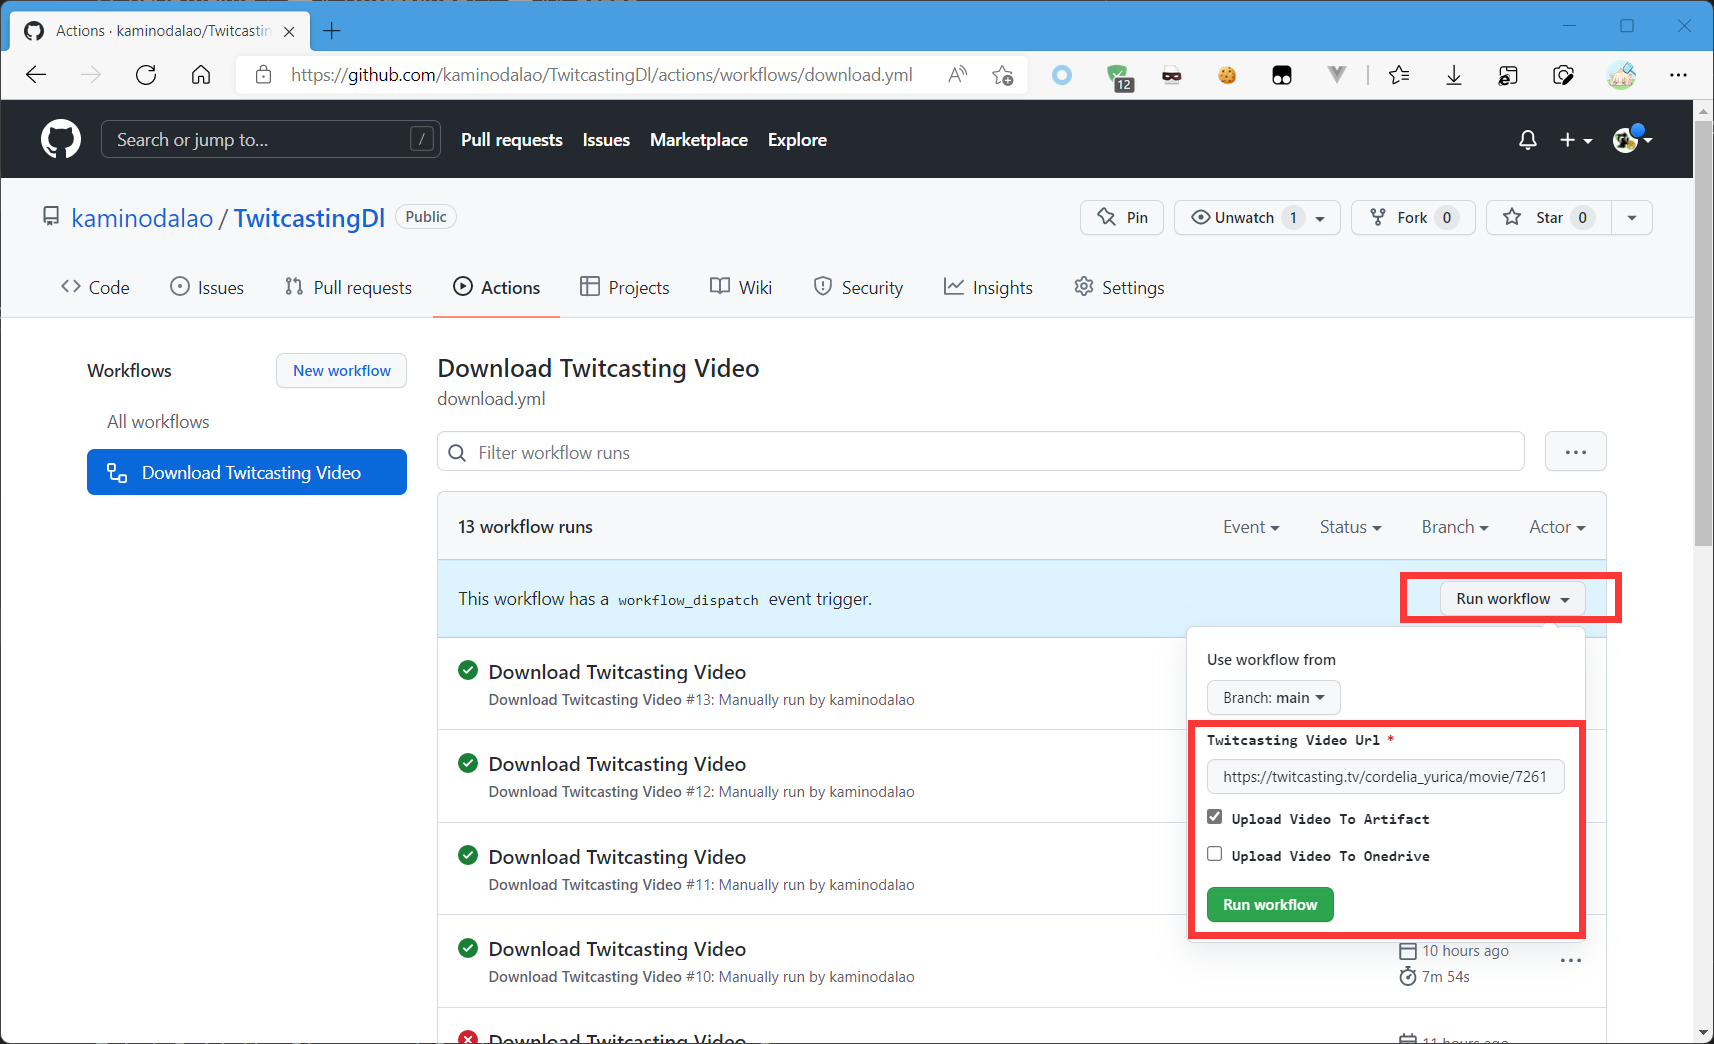 Actions · kaminodalao/Twitcastin
https://github.com/kaminodalao/TwitcastingDl/actions/workflows/download.yml
12
Search or jump to...
/
Pull requests
Issues
Marketplace
Explore
kaminodalao / TwitcastingDl
Public
Pin
Unwatch 1
Fork 0
Star 0
Code
Issues
Pull requests
Actions
Projects
Wiki
Security
Insights
Settings
Workflows
New workflow
All workflows
Download Twitcasting Video
Download Twitcasting Video
download.yml
Filter workflow runs
13 workflow runs
Event
Status
Branch
Actor
This workflow has a workflow_dispatch event trigger.
Run workflow
Use workflow from
Branch: main
Twitcasting Video Url *
https://twitcasting.tv/cordelia_yurica/movie/7261
Upload Video To Artifact
Upload Video To Onedrive
Run workflow
Download Twitcasting Video
Download Twitcasting Video #13: Manually run by kaminodalao
Download Twitcasting Video
Download Twitcasting Video #12: Manually run by kaminodalao
Download Twitcasting Video
Download Twitcasting Video #11: Manually run by kaminodalao
Download Twitcasting Video
Download Twitcasting Video #10: Manually run by kaminodalao
10 hours ago
7m 54s
Download Twitcasting Video
11 hours ago